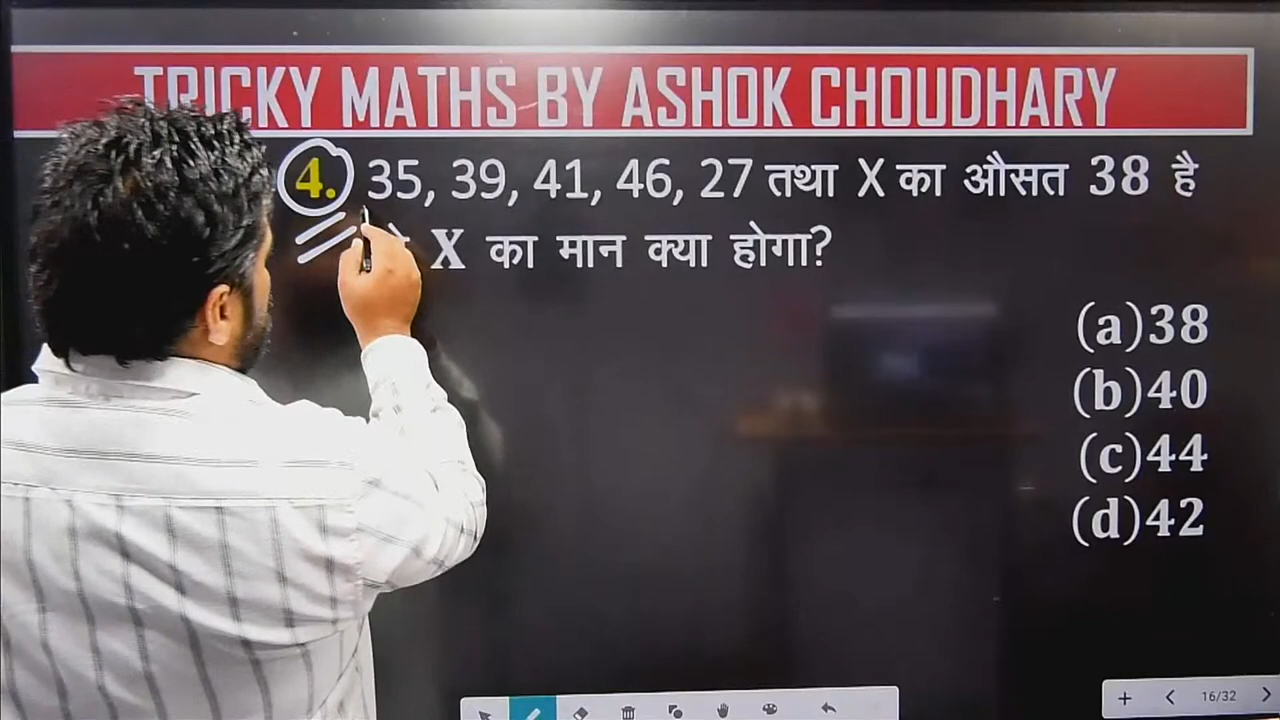 TRICKY MATHS BY ASHOK CHOUDHARY
4. 35, 39, 41, 46, 27 तथा X का औसत 38 है
X का मान क्या होगा?
(a)38
(b)40
(c)44
(d)42
16/32